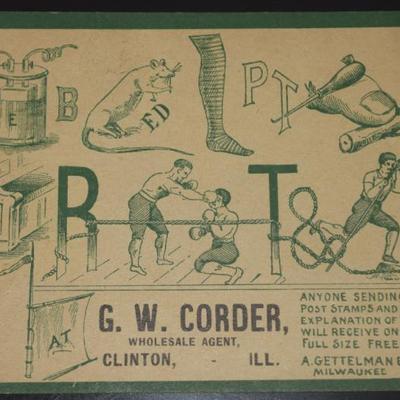 E B ED PT
R T &
AT
G. W. CORDER,
WHOLESALE AGENT,
CLINTON, - ILL.
ANYONE SENDING
POST STAMPS AND
EXPLANATION OF
WILL RECEIVE ON
FULL SIZE FREE
A. GETTELMAN B
MILWAUKEE